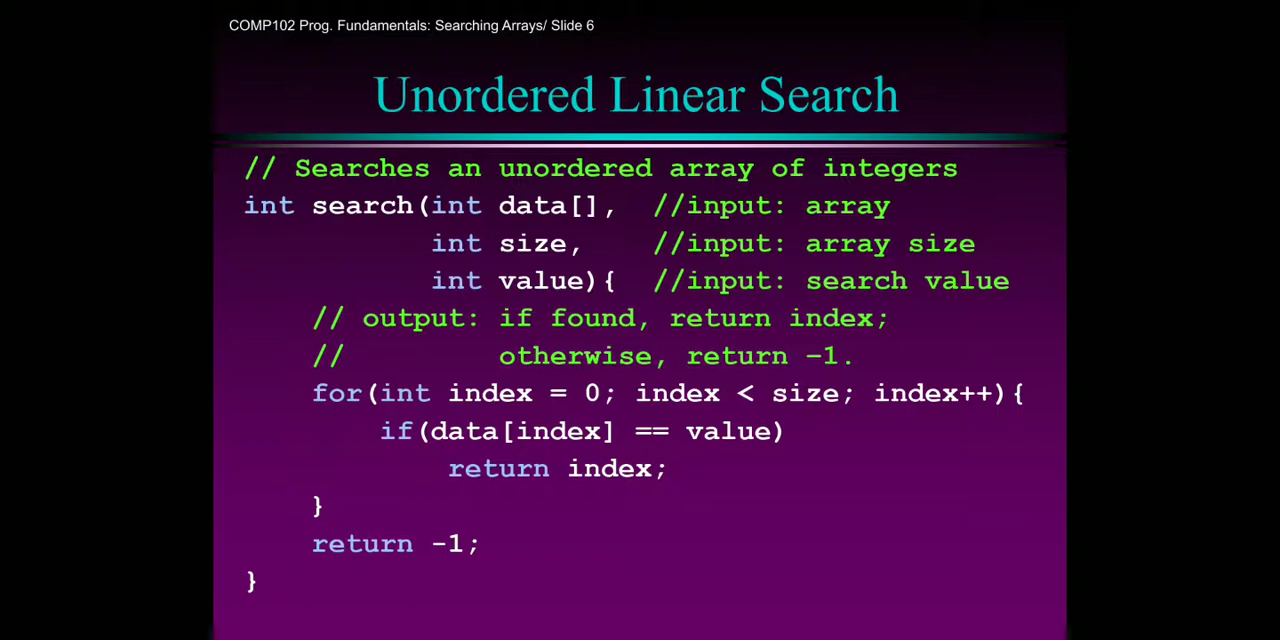 COMP102 Prog. Fundamentals: Searching Arrays/ Slide 6
Unordered Linear Search
// Searches an unordered array of integers
int search(int data[],  //input: array
           int size,    //input: array size
           int value){  //input: search value
    // output: if found, return index;
    //         otherwise, return –1.
    for(int index = 0; index < size; index++){
        if(data[index] == value)
            return index;
    }
    return -1;
}